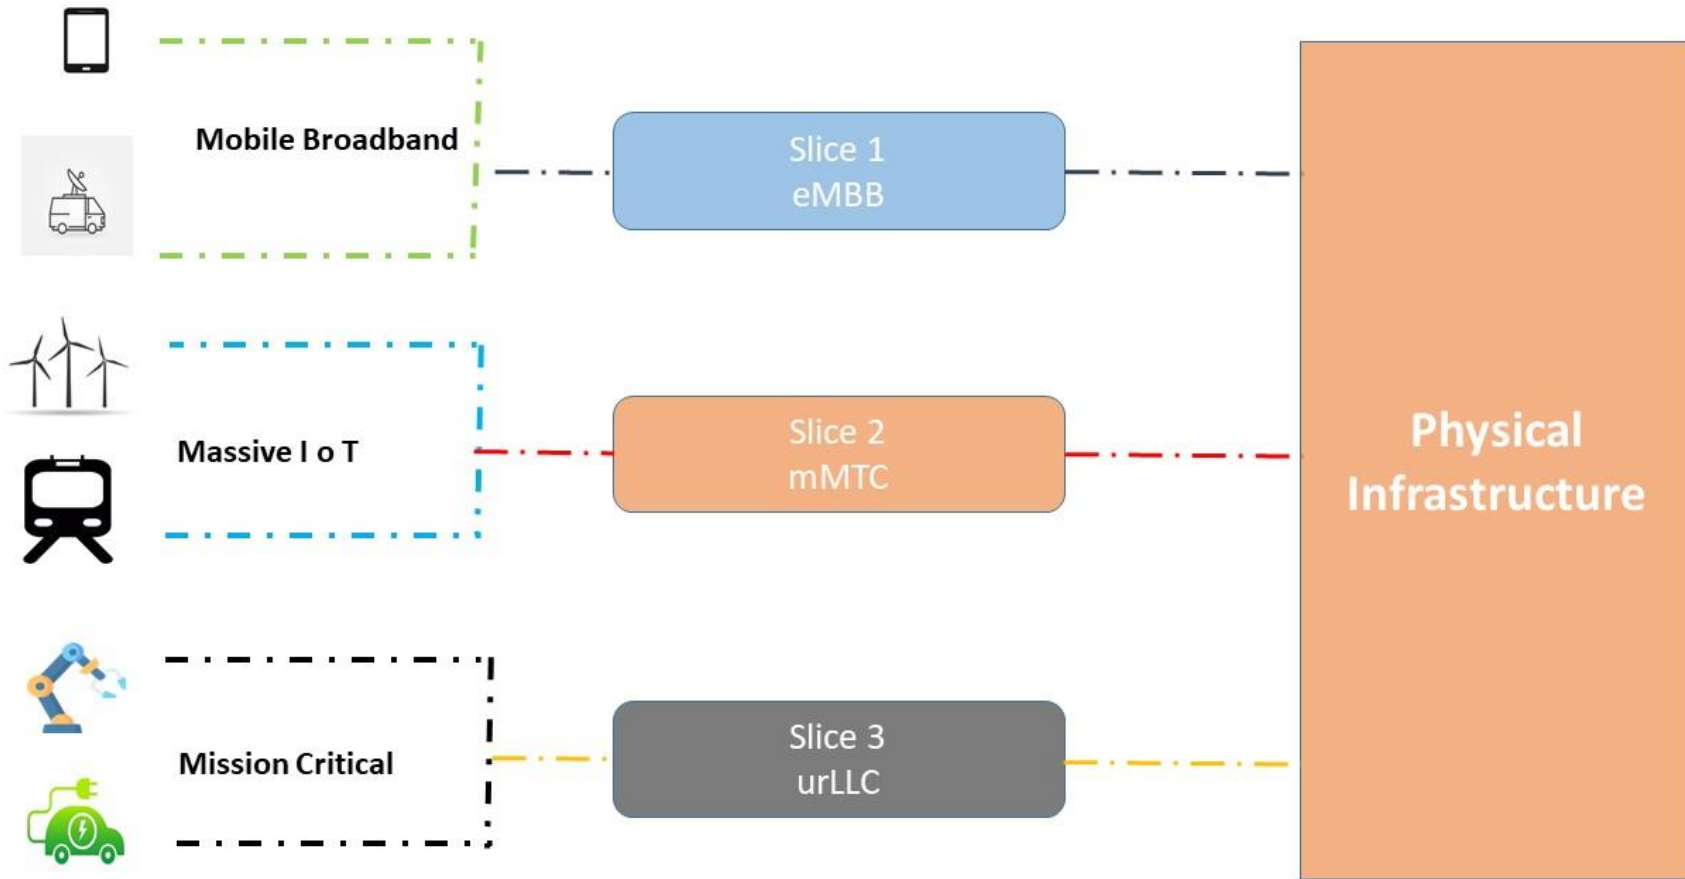 Mobile Broadband
Slice 1
eMBB
Massive I o T
Slice 2
mMTC
Physical
Infrastructure
Mission Critical
Slice 3
urLLC